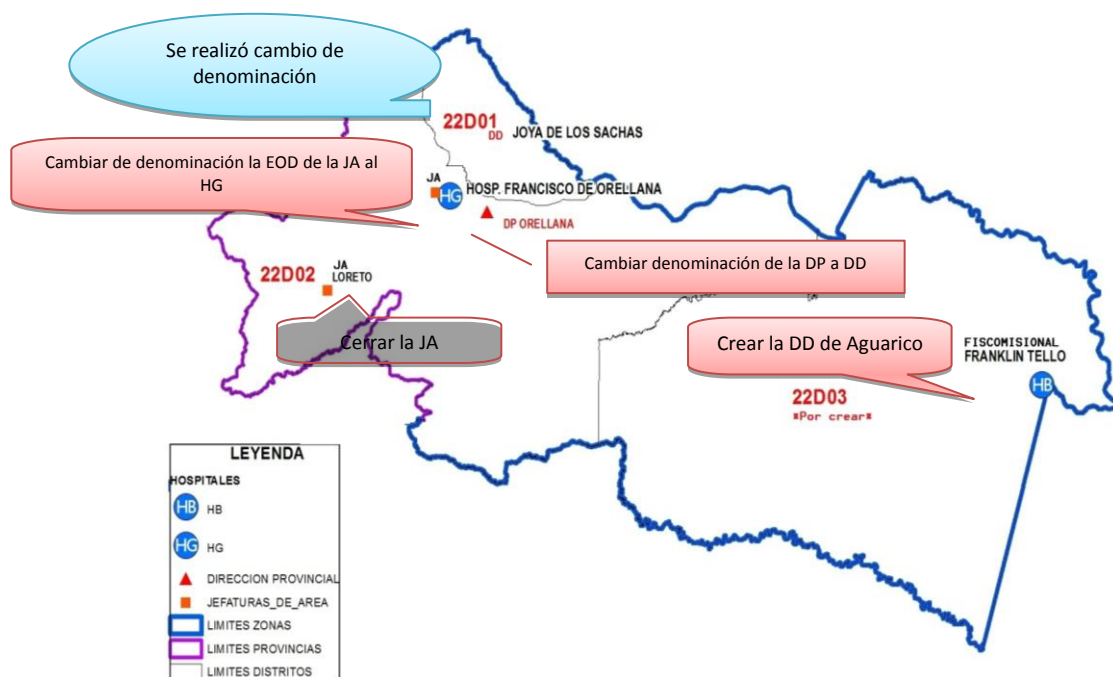 Se realizó cambio de
denominación
22D01
DD
JOYA DE LOS SACHAS
Cambiar de denominación la EOD de la JA al
HG
JA
HG
HOSP. FRANCISCO DE ORELLANA
DP ORELLANA
Cambiar denominación de la DP a DD
22D02
JA
LORETO
Cerrar la JA
Crear la DD de Aguarico
FISCOMISIONAL
FRANKLIN TELLO
HB
22D03
*Por crear*
LEYENDA
HOSPITALES
HB HB
HG HG
DIRECCION PROVINCIAL
JEFATURAS_DE_AREA
LIMITES ZONAS
LIMITES PROVINCIAS
LIMITES DISTRITOS